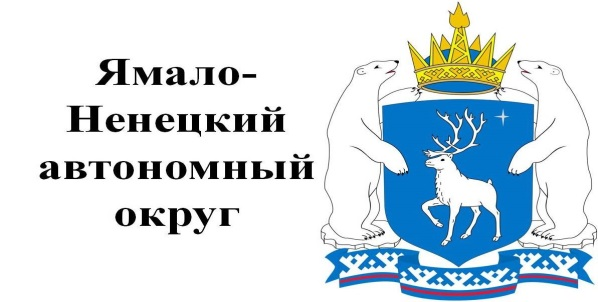 Ямало-
Ненецкий
автономный
округ